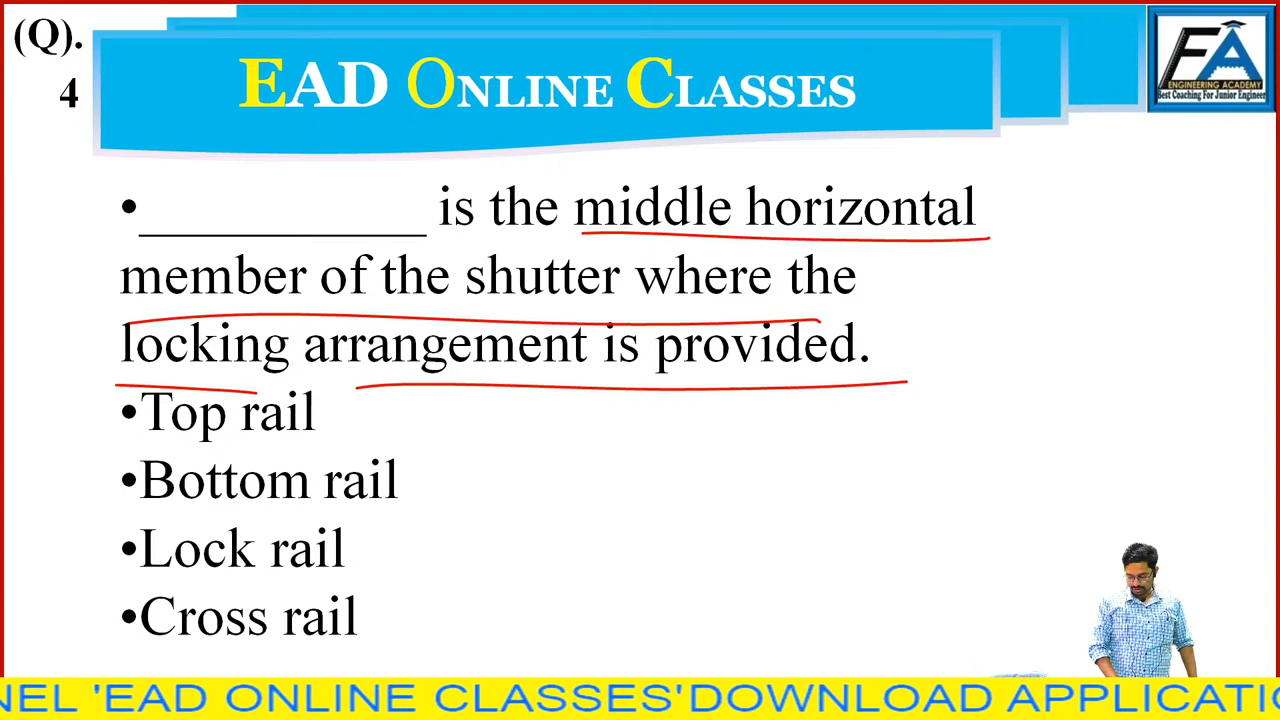 (Q).
4
EAD ONLINE CLASSES
ENGINEERING ACADEMY
Best Coaching For Junior Engineer
•__________ is the middle horizontal
member of the shutter where the
locking arrangement is provided.
•Top rail
•Bottom rail
•Lock rail
•Cross rail
NEL 'EAD ONLINE CLASSES'DOWNLOAD APPLICATIO